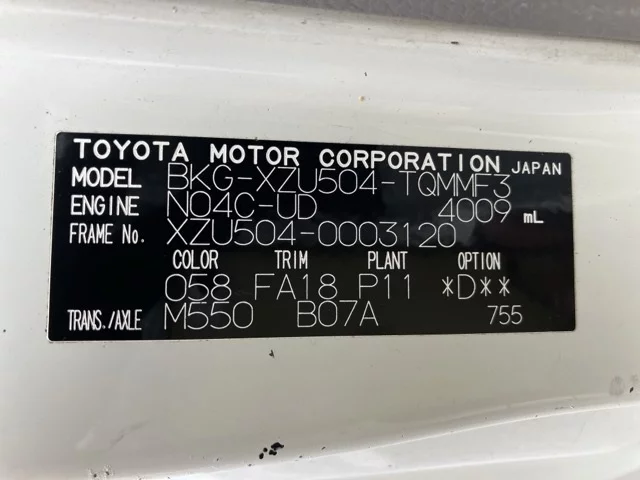 TOYOTA MOTOR CORPORATION JAPAN
MODEL BKG-XZU504-TQMMF3
ENGINE N04C-UD 4009 mL
FRAME No. XZU504-0003120
COLOR TRIM PLANT OPTION
058 FA18 P11 *D**
TRANS./AXLE M550 B07A 755